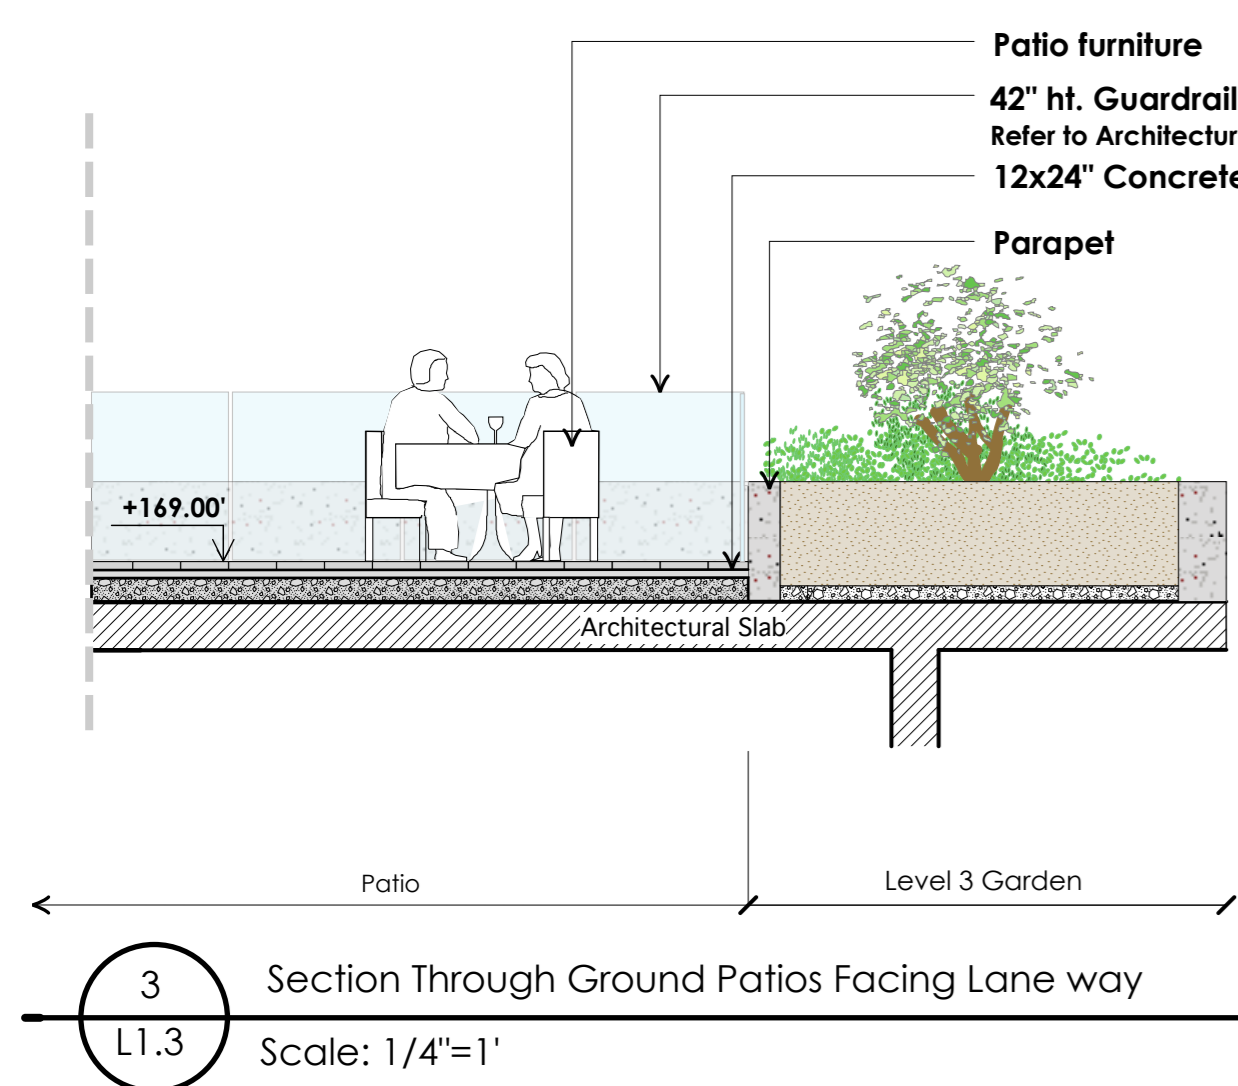 Patio furniture
42" ht. Guardrail
Refer to Architectur
12x24" Concrete
Parapet
+169.00'
Architectural Slab
Patio
Level 3 Garden
3
Section Through Ground Patios Facing Lane way
L1.3
Scale: 1/4"=1'